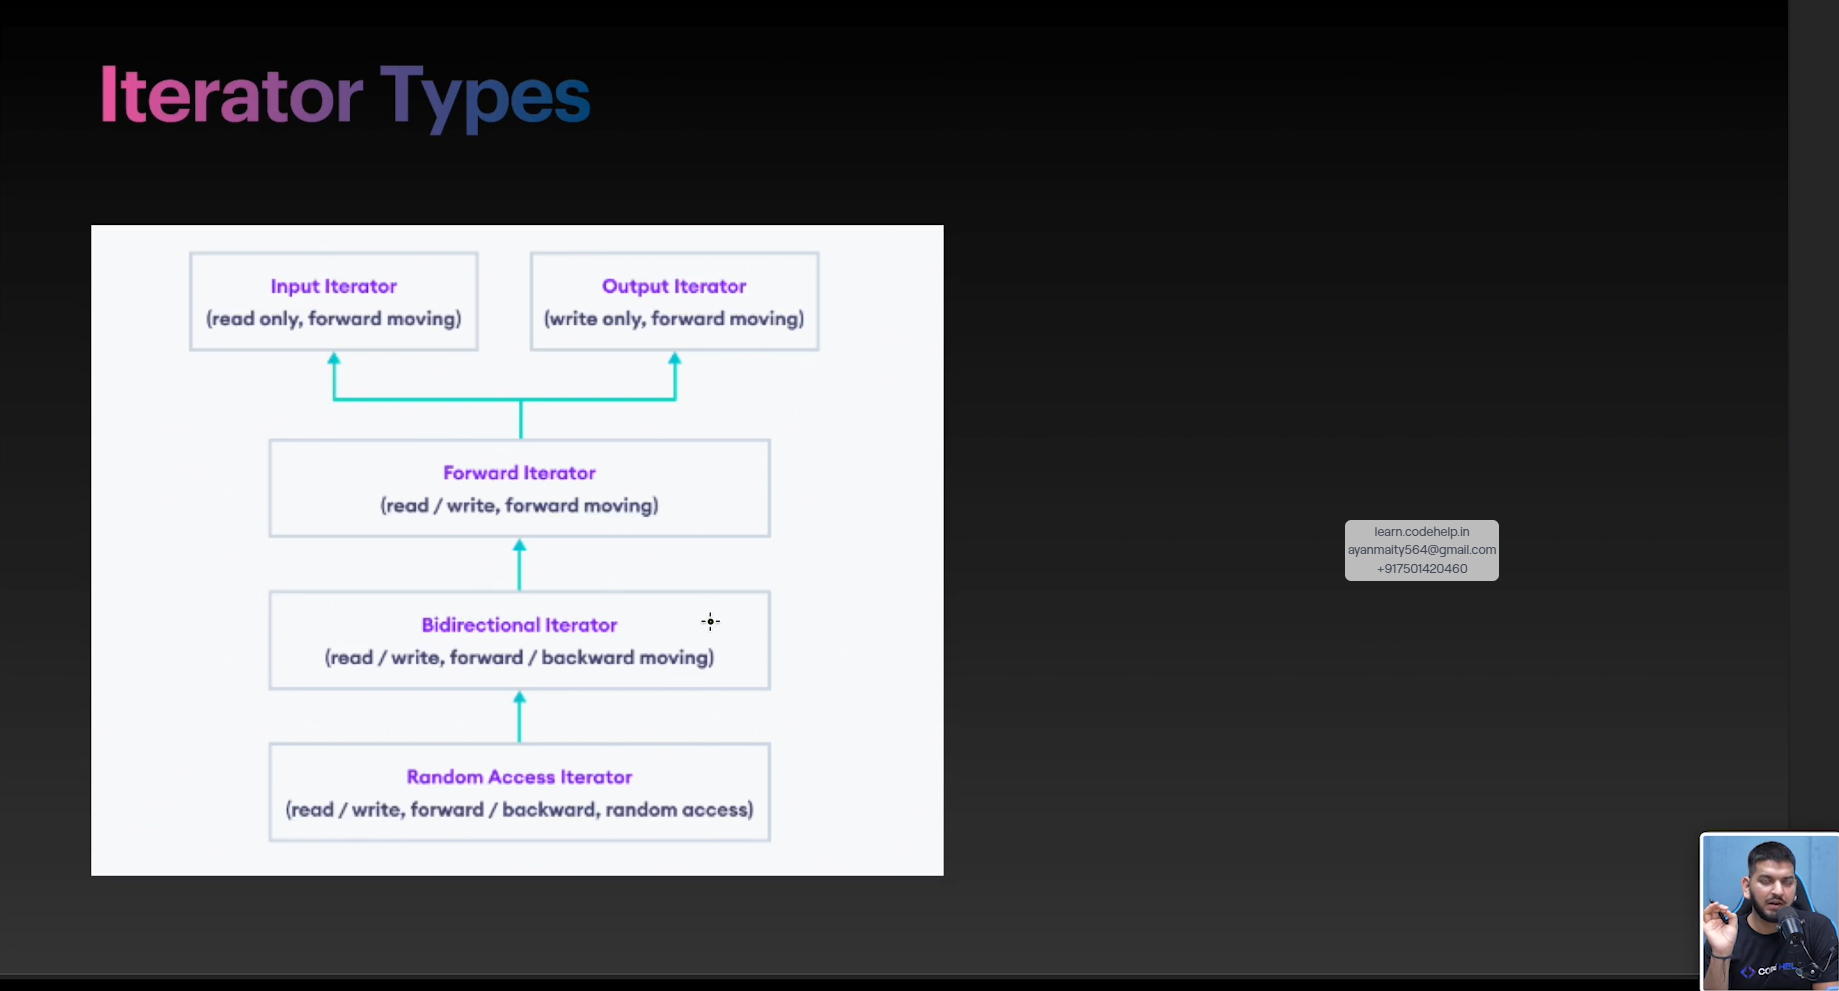 Iterator Types
Input Iterator
(read only, forward moving)
Output Iterator
(write only, forward moving)
Forward Iterator
(read / write, forward moving)
Bidirectional Iterator
(read / write, forward / backward moving)
Random Access Iterator
(read / write, forward / backward, random access)
learn.codehelp.in
ayanmaity564@gmail.com
+917501420460